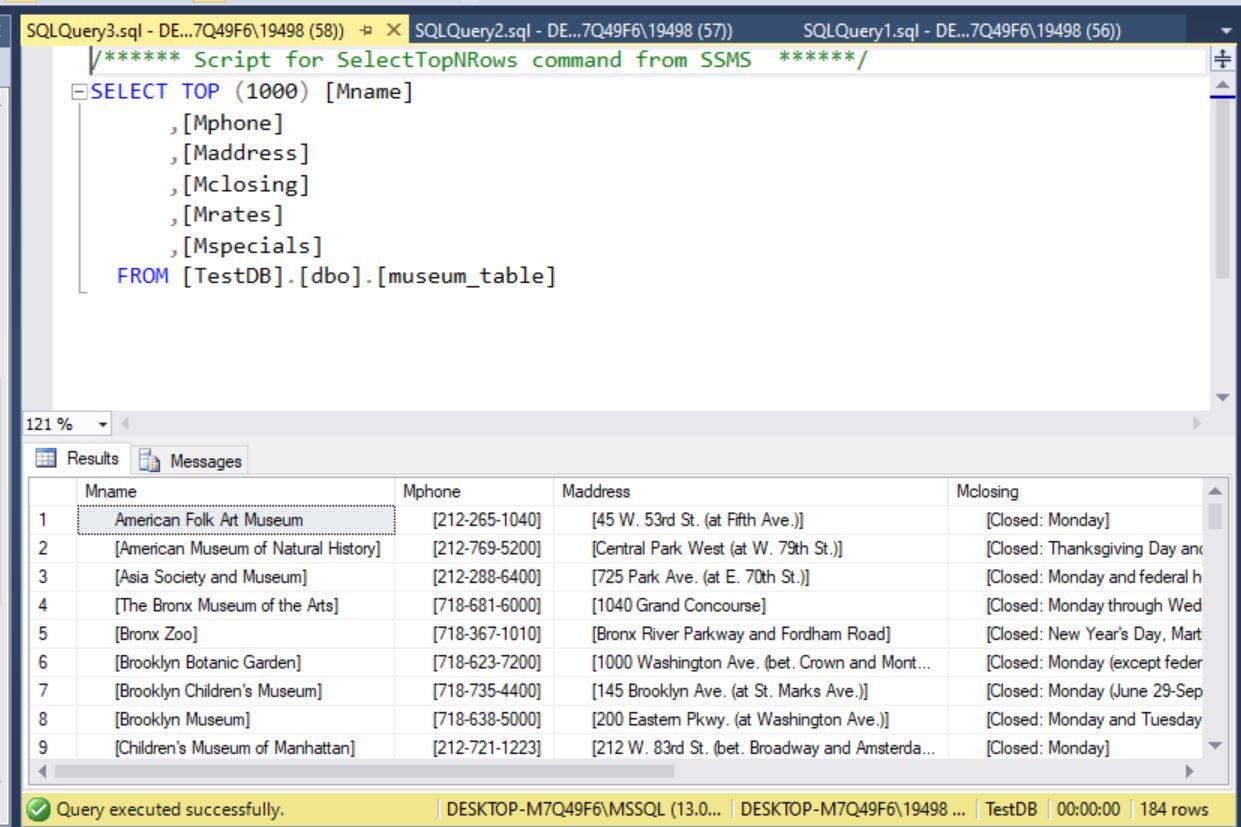 SQLQuery3.sql - DE...7Q49F6\19498 (58)) SQLQuery2.sql - DE...7Q49F6\19498 (57)) SQLQuery1.sql - DE...7Q49F6\19498 (56))
/****** Script for SelectTopNRows command from SSMS ******/
SELECT TOP (1000) [Mname]
,[Mphone]
,[Maddress]
,[Mclosing]
,[Mrates]
,[Mspecials]
FROM [TestDB].[dbo].[museum_table]
121 %
Results Messages
Mname Mphone Maddress Mclosing
1 American Folk Art Museum [212-265-1040] [45 W. 53rd St. (at Fifth Ave.)] [Closed: Monday]
2 [American Museum of Natural History] [212-769-5200] [Central Park West (at W. 79th St.)] [Closed: Thanksgiving Day and
3 [Asia Society and Museum] [212-288-6400] [725 Park Ave. (at E. 70th St.)] [Closed: Monday and federal h
4 [The Bronx Museum of the Arts] [718-681-6000] [1040 Grand Concourse] [Closed: Monday through Wed
5 [Bronx Zoo] [718-367-1010] [Bronx River Parkway and Fordham Road] [Closed: New Year's Day, Mart
6 [Brooklyn Botanic Garden] [718-623-7200] [1000 Washington Ave. (bet. Crown and Mont... [Closed: Monday (except feder
7 [Brooklyn Children's Museum] [718-735-4400] [145 Brooklyn Ave. (at St. Marks Ave.)] [Closed: Monday (June 29-Sep
8 [Brooklyn Museum] [718-638-5000] [200 Eastern Pkwy. (at Washington Ave.)] [Closed: Monday and Tuesday
9 [Children's Museum of Manhattan] [212-721-1223] [212 W. 83rd St. (bet. Broadway and Amsterda... [Closed: Monday]
Query executed successfully. DESKTOP-M7Q49F6\MSSQL (13.0... DESKTOP-M7Q49F6\19498 ... TestDB 00:00:00 184 rows